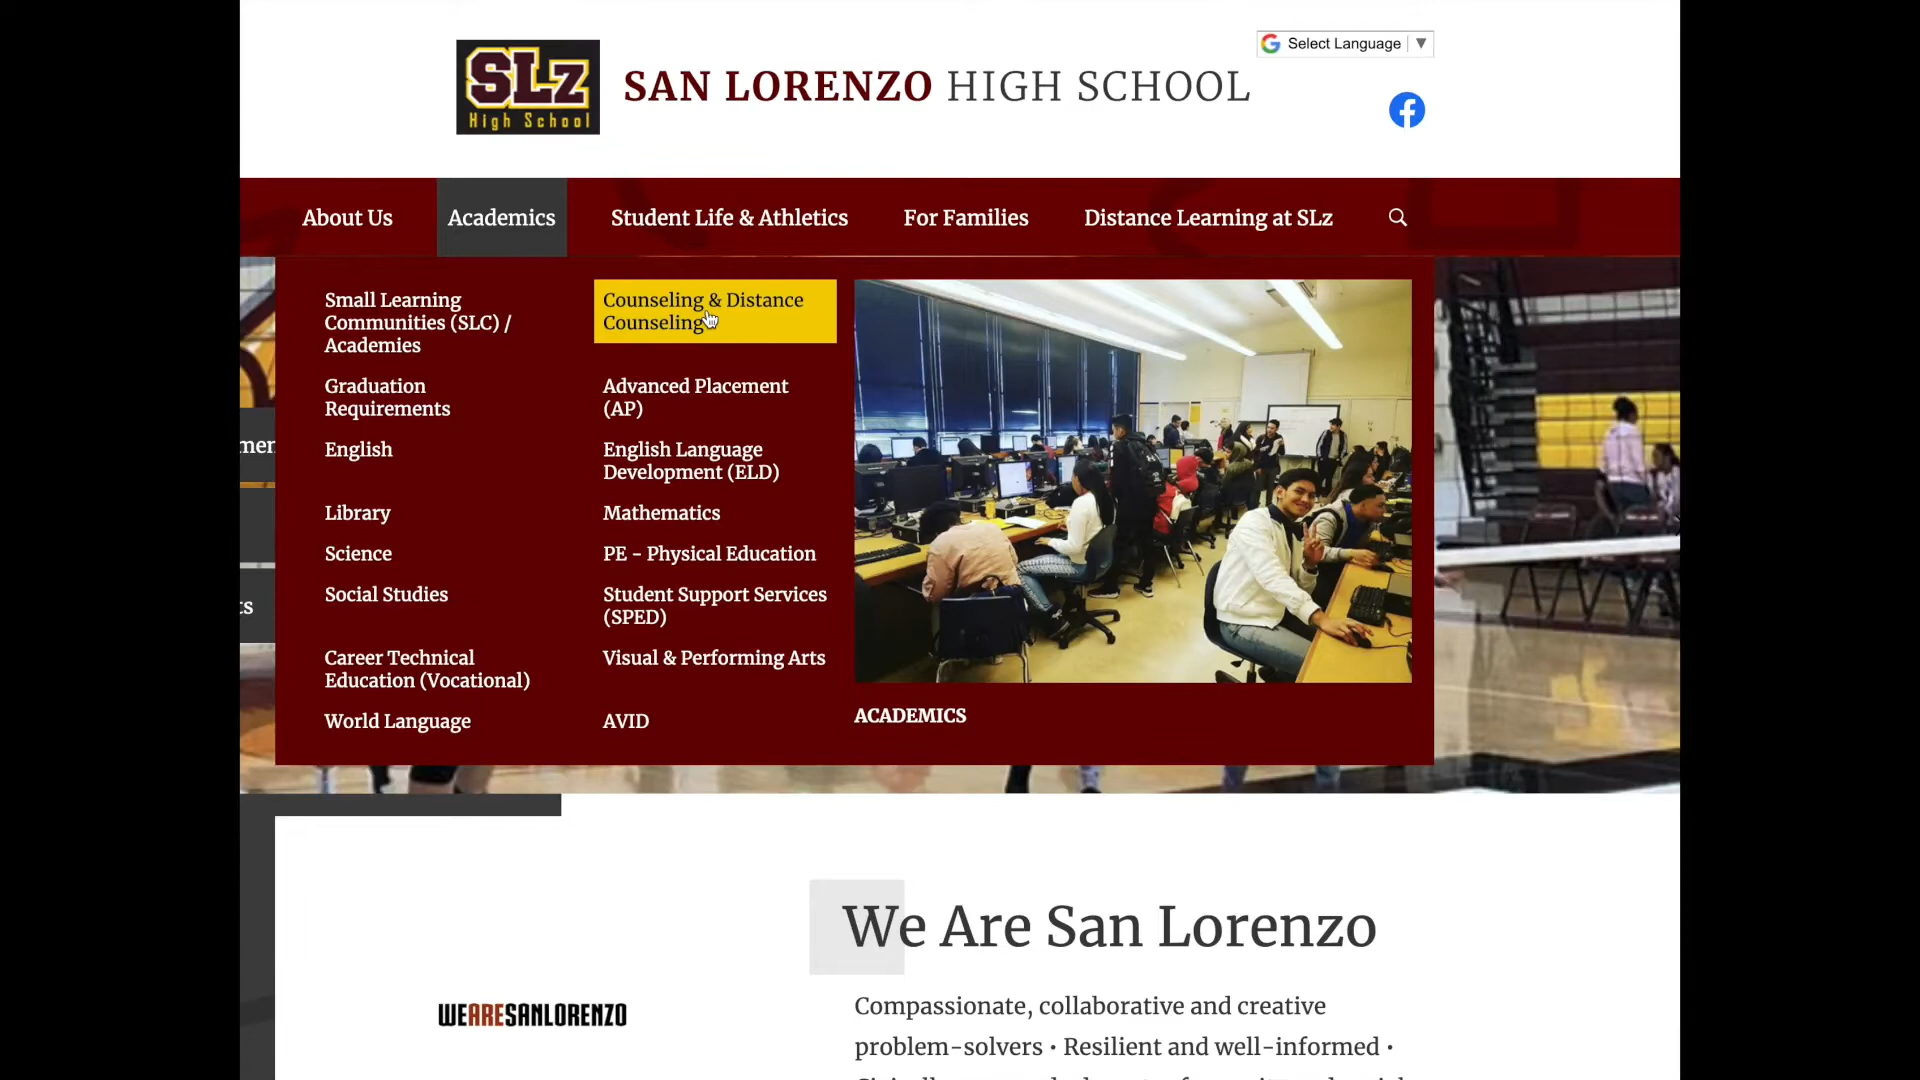 SLz
High School
SAN LORENZO HIGH SCHOOL
Select Language
About Us
Academics
Student Life & Athletics
For Families
Distance Learning at SLz
Small Learning
Communities (SLC) /
Academies
Counseling & Distance
Counseling
Graduation
Requirements
Advanced Placement
(AP)
English
English Language
Development (ELD)
Library
Mathematics
Science
PE - Physical Education
Social Studies
Student Support Services
(SPED)
Career Technical
Education (Vocational)
Visual & Performing Arts
World Language
AVID
ACADEMICS
We Are San Lorenzo
WEARESANLORENZO
Compassionate, collaborative and creative
problem-solvers • Resilient and well-informed •